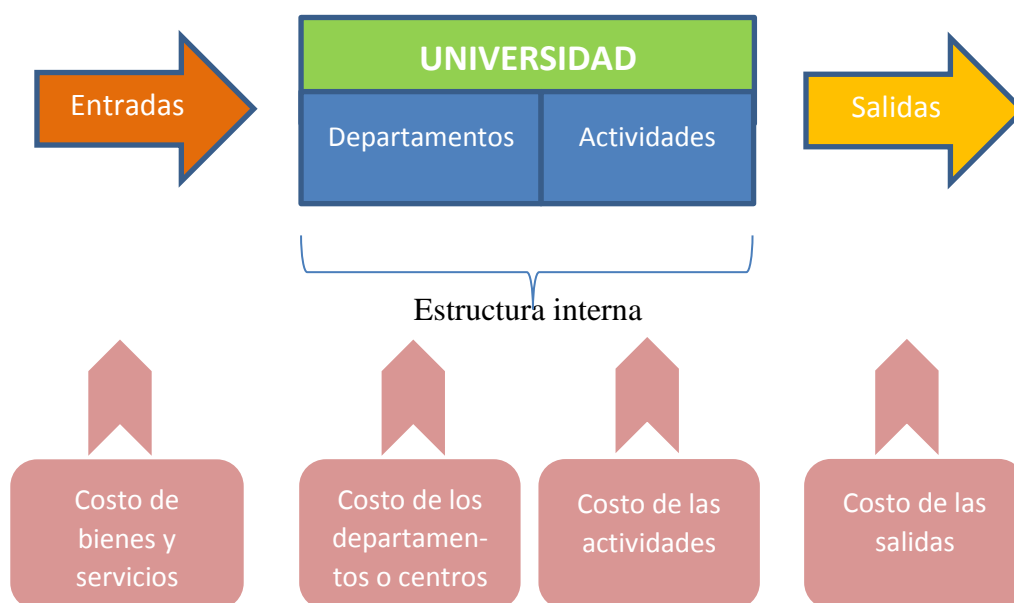 UNIVERSIDAD
Entradas
Departamentos
Actividades
Salidas
Estructura interna
Costo de
bienes y
servicios
Costo de los
departamen-
tos o centros
Costo de las
actividades
Costo de las
salidas